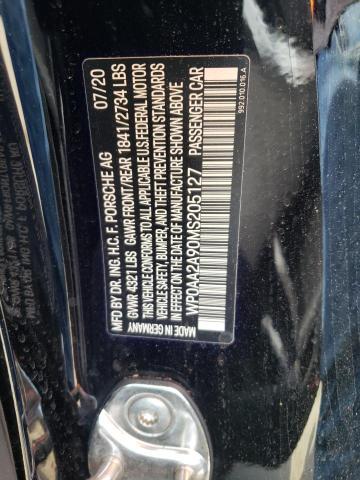 MFD BY DR. ING. H.C. F. PORSCHE AG 07/20
GVWR 4321 LBS GAWR FRONT/REAR 1841/2734 LBS
THIS VEHICLE CONFORMS TO ALL APPLICABLE U.S. FEDERAL MOTOR
VEHICLE SAFETY, BUMPER, AND THEFT PREVENTION STANDARDS
IN EFFECT ON THE DATE OF MANUFACTURE SHOWN ABOVE
WP0AA2A90MS205127 PASSENGER CAR
MADE IN GERMANY
992.010.016.A